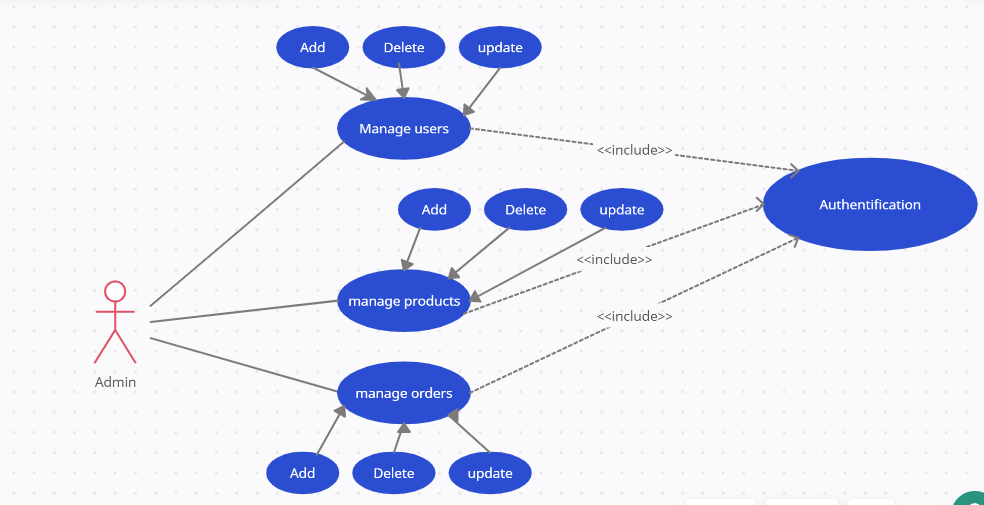 Add
Delete
update
Manage users
<<include>>
Add
Delete
update
Authentification
<<include>>
manage products
<<include>>
Admin
manage orders
Add
Delete
update